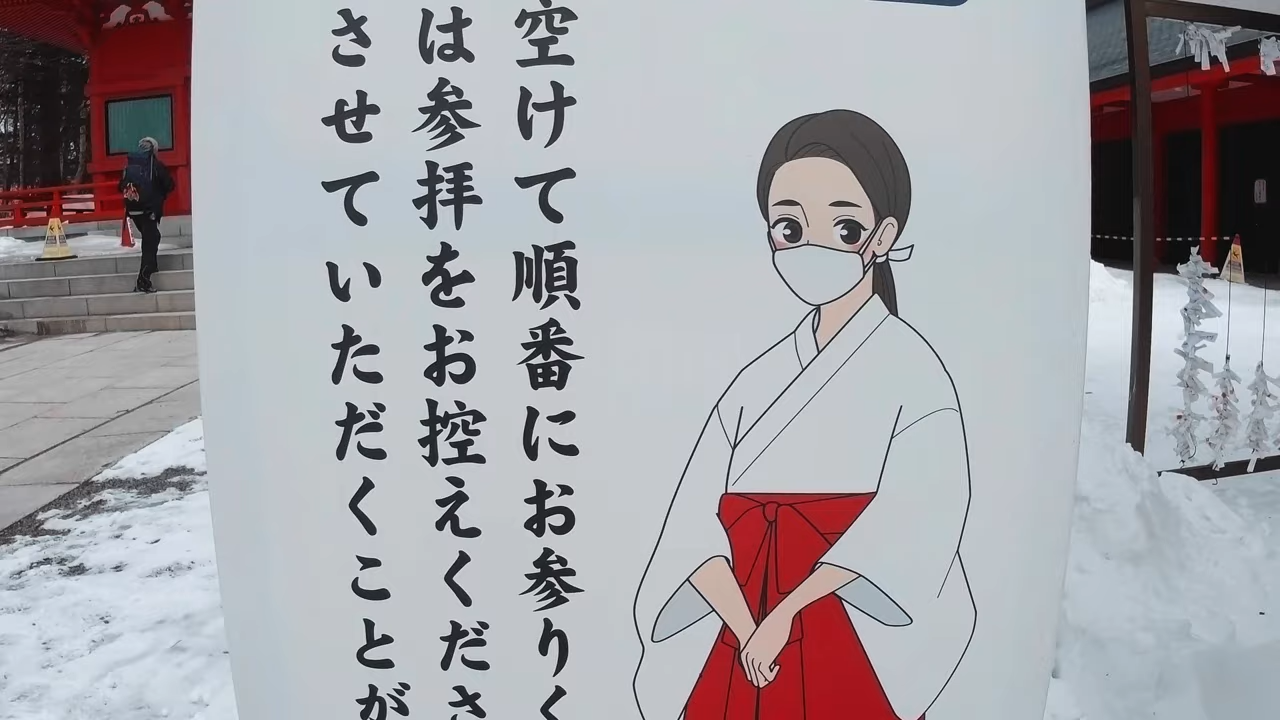 空けて順番にお参りく
は参拝をお控えくださ
させていただくことが